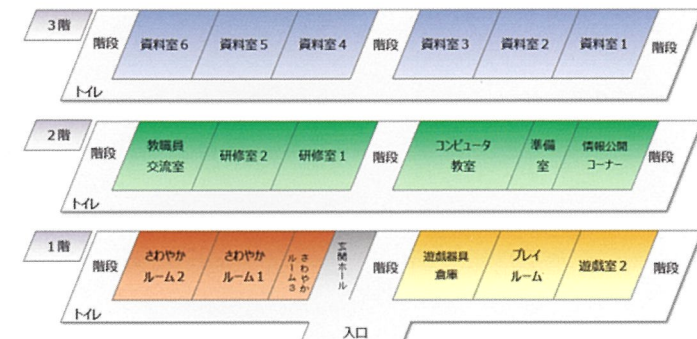 3階
階段
資料室6
資料室5
資料室4
階段
資料室3
資料室2
資料室1
階段
トイレ
2階
階段
教職員
交流室
研修室2
研修室1
階段
コンピュータ
教室
準備
室
情報公開
コーナー
階段
トイレ
1階
階段
さわやか
ルーム2
さわやか
ルーム1
さわやか
ルーム3
玄関ホール
階段
遊戯器具
倉庫
プレイ
ルーム
遊戯室2
階段
トイレ
入口